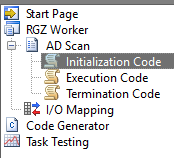 Start Page
RGZ Worker
AD Scan
Initialization Code
Execution Code
Termination Code
I/O Mapping
Code Generator
Task Testing